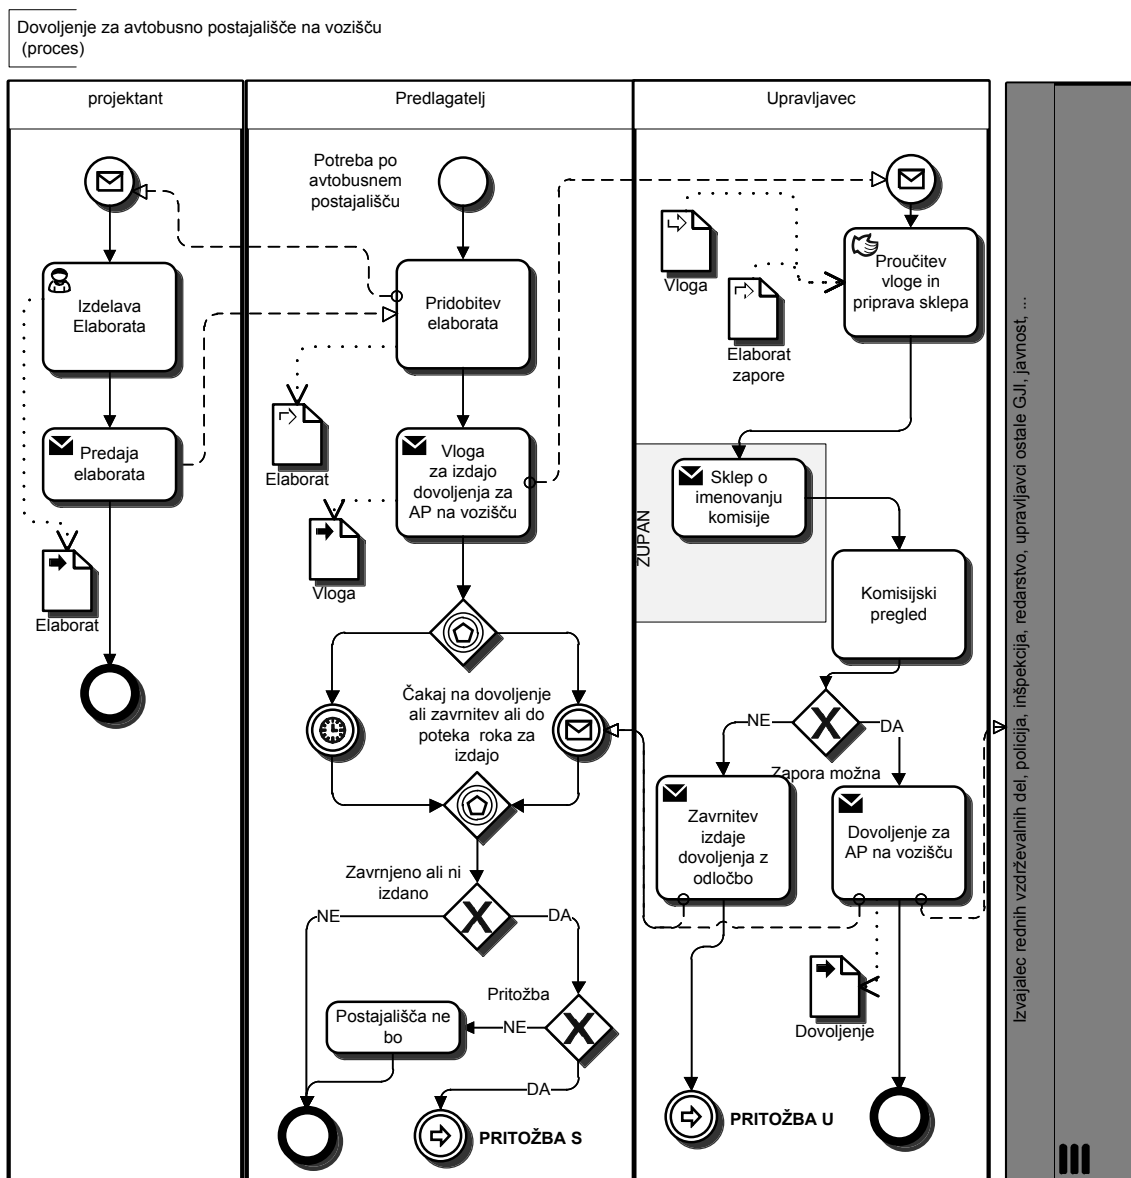 Dovoljenje za avtobusno postajališče na vozišču
(proces)
projektant
Predlagatelj
Upravljavec
Potreba po
avtobusnem
postajališču
Izdelava
Elaborata
Pridobitev
elaborata
Vloga
Proučitev
vloge in
priprava sklepa
Elaborat
zapore
Predaja
elaborata
Elaborat
Vloga
za izdajo
dovoljenja za
AP na vozišču
Sklep o
imenovanju
komisije
ŽUPAN
Vloga
Elaborat
Komisijski
pregled
Čakaj na dovoljenje
ali zavrnitev ali do
poteka roka za
izdajo
NE
DA
Zapora možna
Zavrnitev
izdaje
dovoljenja z
odločbo
Dovoljenje za
AP na vozišču
Zavrnjeno ali ni
izdano
NE
DA
Pritožba
Postajališča ne
bo
NE
DA
Dovoljenje
PRITOŽBA S
PRITOŽBA U
Izvajalec rednih vzdrževalnih del, policija, inšpekcija, redarstvo, upravljavci ostale GJI, javnost, ...